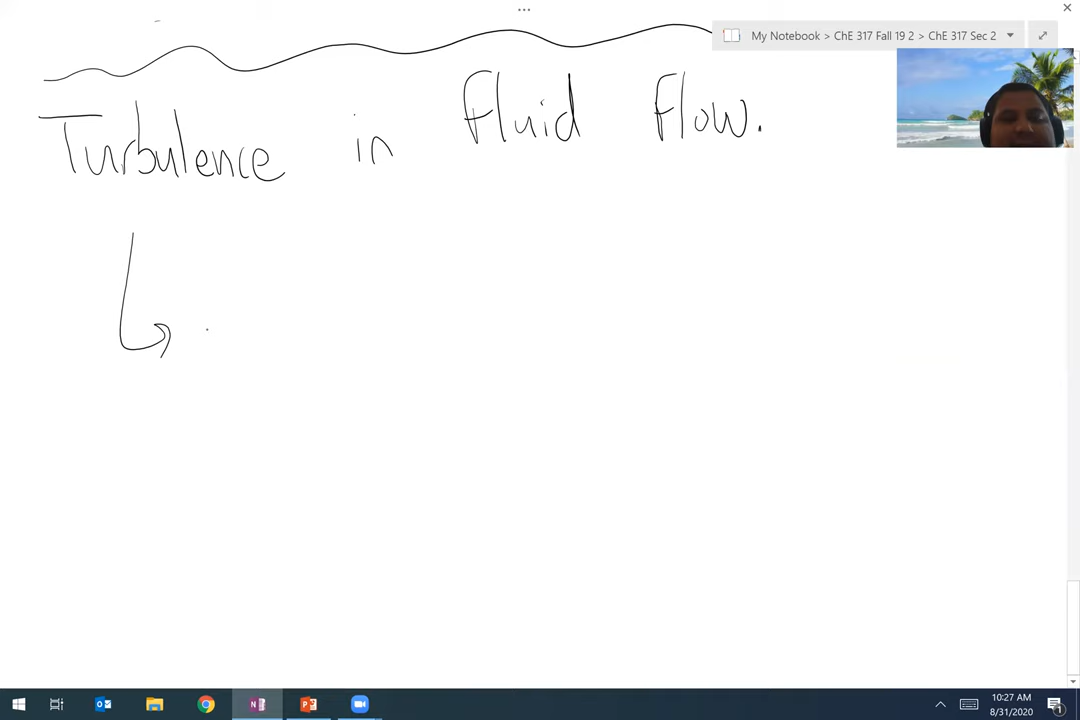 My Notebook > ChE 317 Fall 19 2 > ChE 317 Sec 2
Turbulence in Fluid Flow.
10:27 AM
8/31/2020